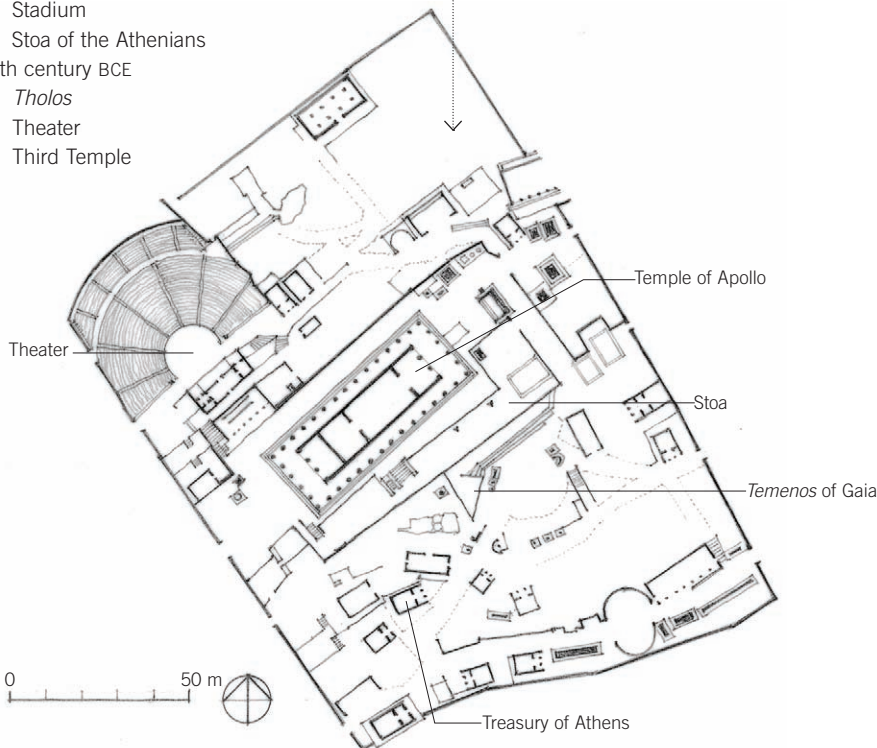 Stadium
Stoa of the Athenians
th century BCE
Tholos
Theater
Third Temple
Temple of Apollo
Theater
Stoa
Temenos of Gaia
0 50 m
Treasury of Athens